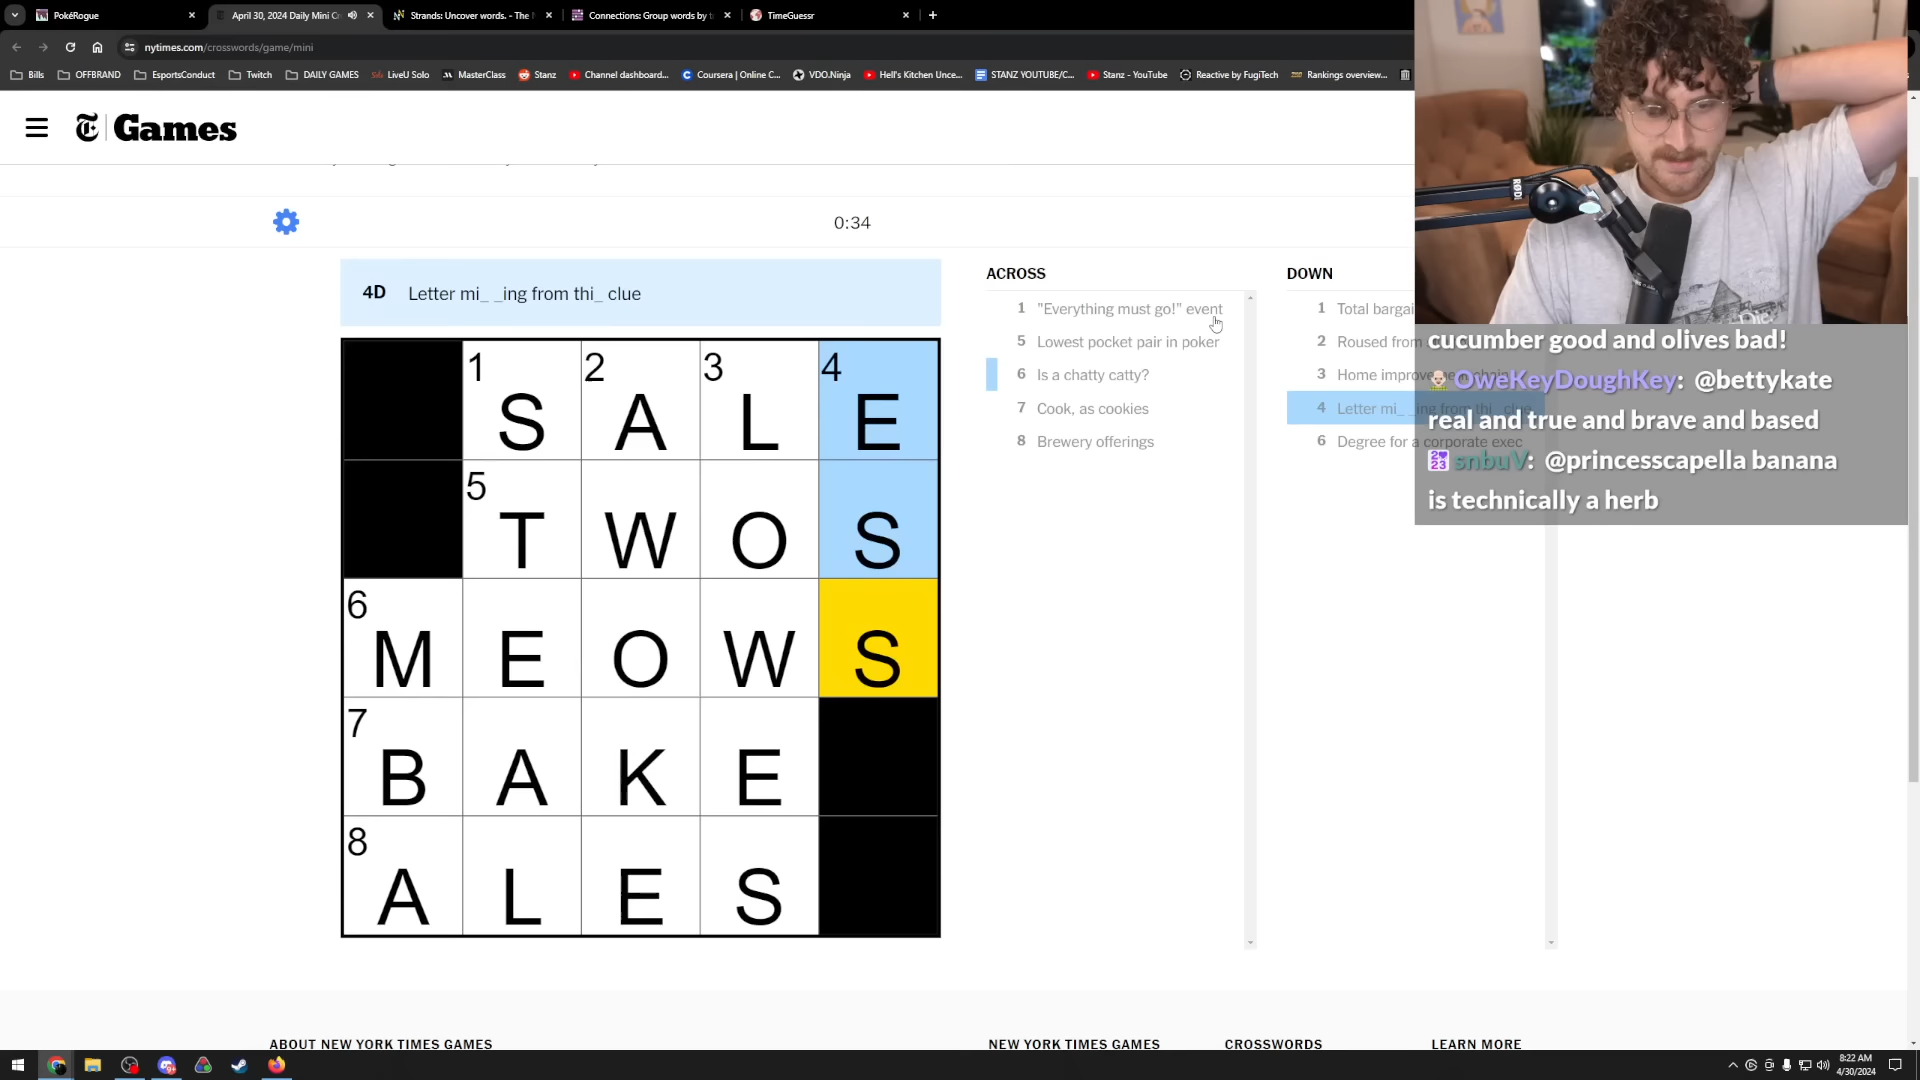 PokéRogue
April 30, 2024 Daily Mini C
Strands: Uncover words. - The N
Connections: Group words by t
TimeGuessr
nytimes.com/crosswords/game/mini
Bills
OFFBRAND
EsportsConduct
Twitch
DAILY GAMES
LiveU Solo
MasterClass
Stanz
Channel dashboard...
Coursera | Online C...
VDO.Ninja
Hell's Kitchen Unce...
STANZ YOUTUBE/C...
Stanz - YouTube
Reactive by FugiTech
Rankings overview...
Games
0:34
4D Letter mi_ _ing from thi_ clue
1 S 2 A 3 L 4 E
5 T W O S
6 M E O W S
7 B A K E
8 A L E S
ACROSS
1 "Everything must go!" event
5 Lowest pocket pair in poker
6 Is a chatty catty?
7 Cook, as cookies
8 Brewery offerings
DOWN
1 Total bargai
2 Roused from
3 Home improvement chain
4 Letter mi_ _ing from thi_ clue
6 Degree for a corporate exec
RØDE
cucumber good and olives bad!
OweKeyDoughKey: @bettykate
real and true and brave and based
snbuV: @princesscapella banana
is technically a herb
ABOUT NEW YORK TIMES GAMES
NEW YORK TIMES GAMES
CROSSWORDS
LEARN MORE
8:22 AM
4/30/2024